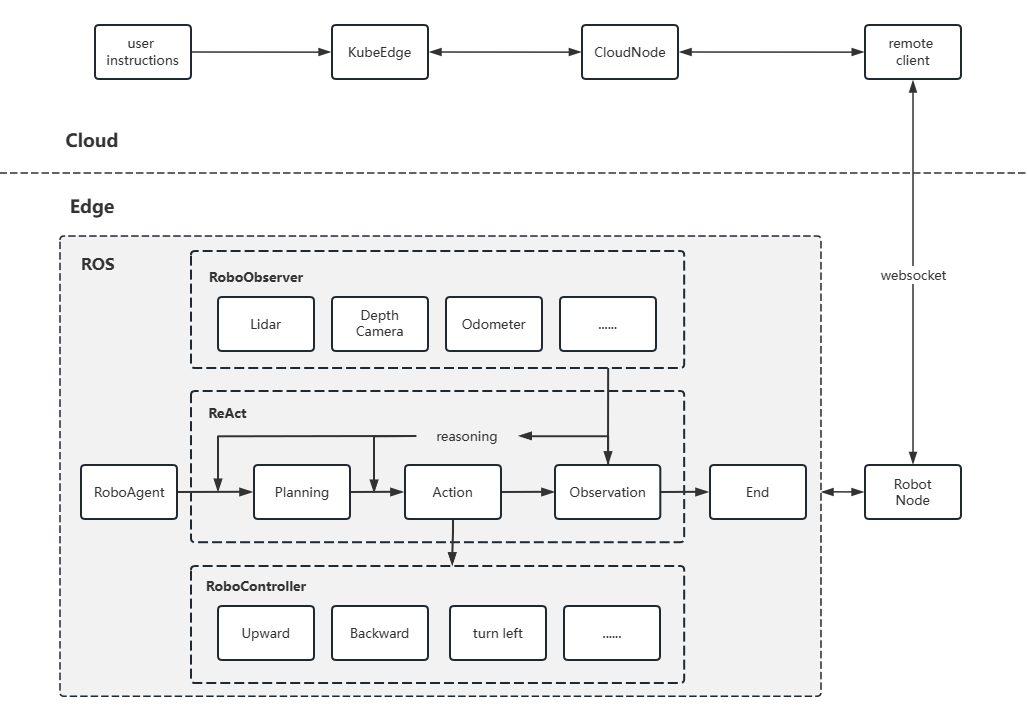 user
instructions
KubeEdge
CloudNode
remote
client
Cloud
Edge
ROS
websocket
RoboObserver
Lidar
Depth
Camera
Odometer
......
ReAct
reasoning
RoboAgent
Planning
Action
Observation
End
Robot
Node
RoboController
Upward
Backward
turn left
......